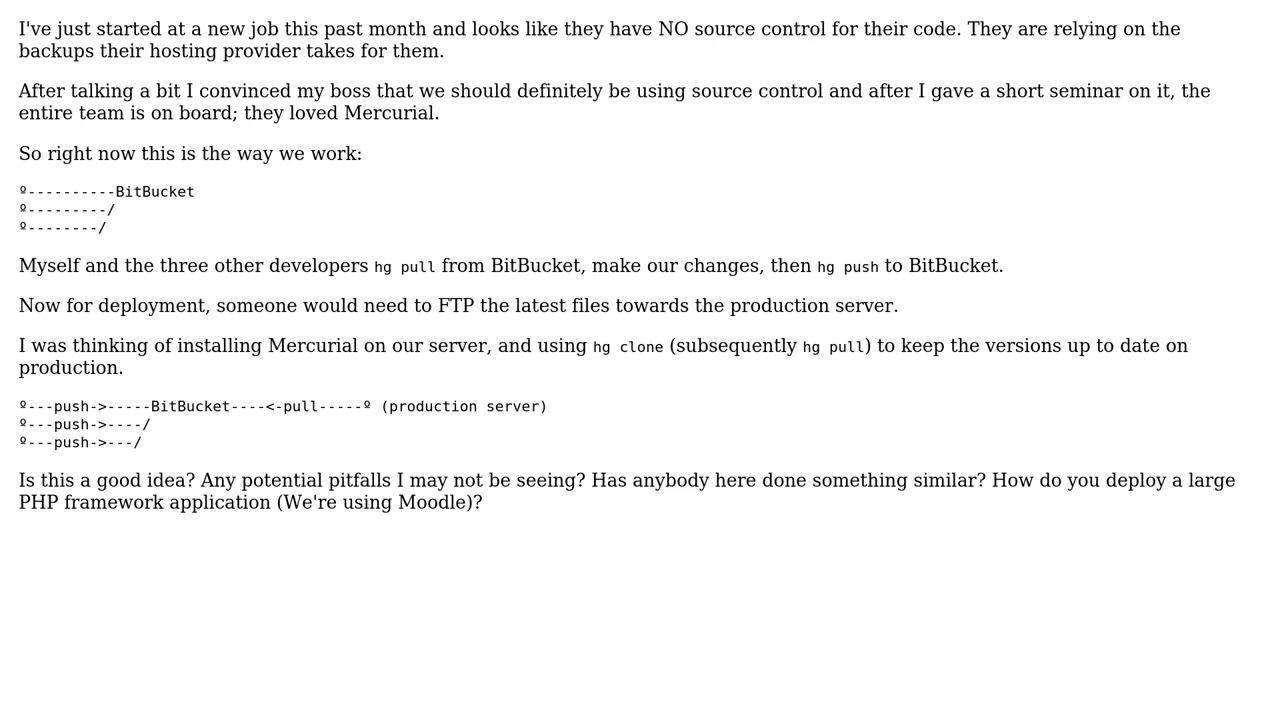 I've just started at a new job this past month and looks like they have NO source control for their code. They are relying on the
backups their hosting provider takes for them.
After talking a bit I convinced my boss that we should definitely be using source control and after I gave a short seminar on it, the
entire team is on board; they loved Mercurial.
So right now this is the way we work:
º----------BitBucket
º---------/
º--------/
Myself and the three other developers hg pull from BitBucket, make our changes, then hg push to BitBucket.
Now for deployment, someone would need to FTP the latest files towards the production server.
I was thinking of installing Mercurial on our server, and using hg clone (subsequently hg pull) to keep the versions up to date on
production.
º---push->-----BitBucket----<-pull-----º (production server)
º---push->----/
º---push->---/
Is this a good idea? Any potential pitfalls I may not be seeing? Has anybody here done something similar? How do you deploy a large
PHP framework application (We're using Moodle)?